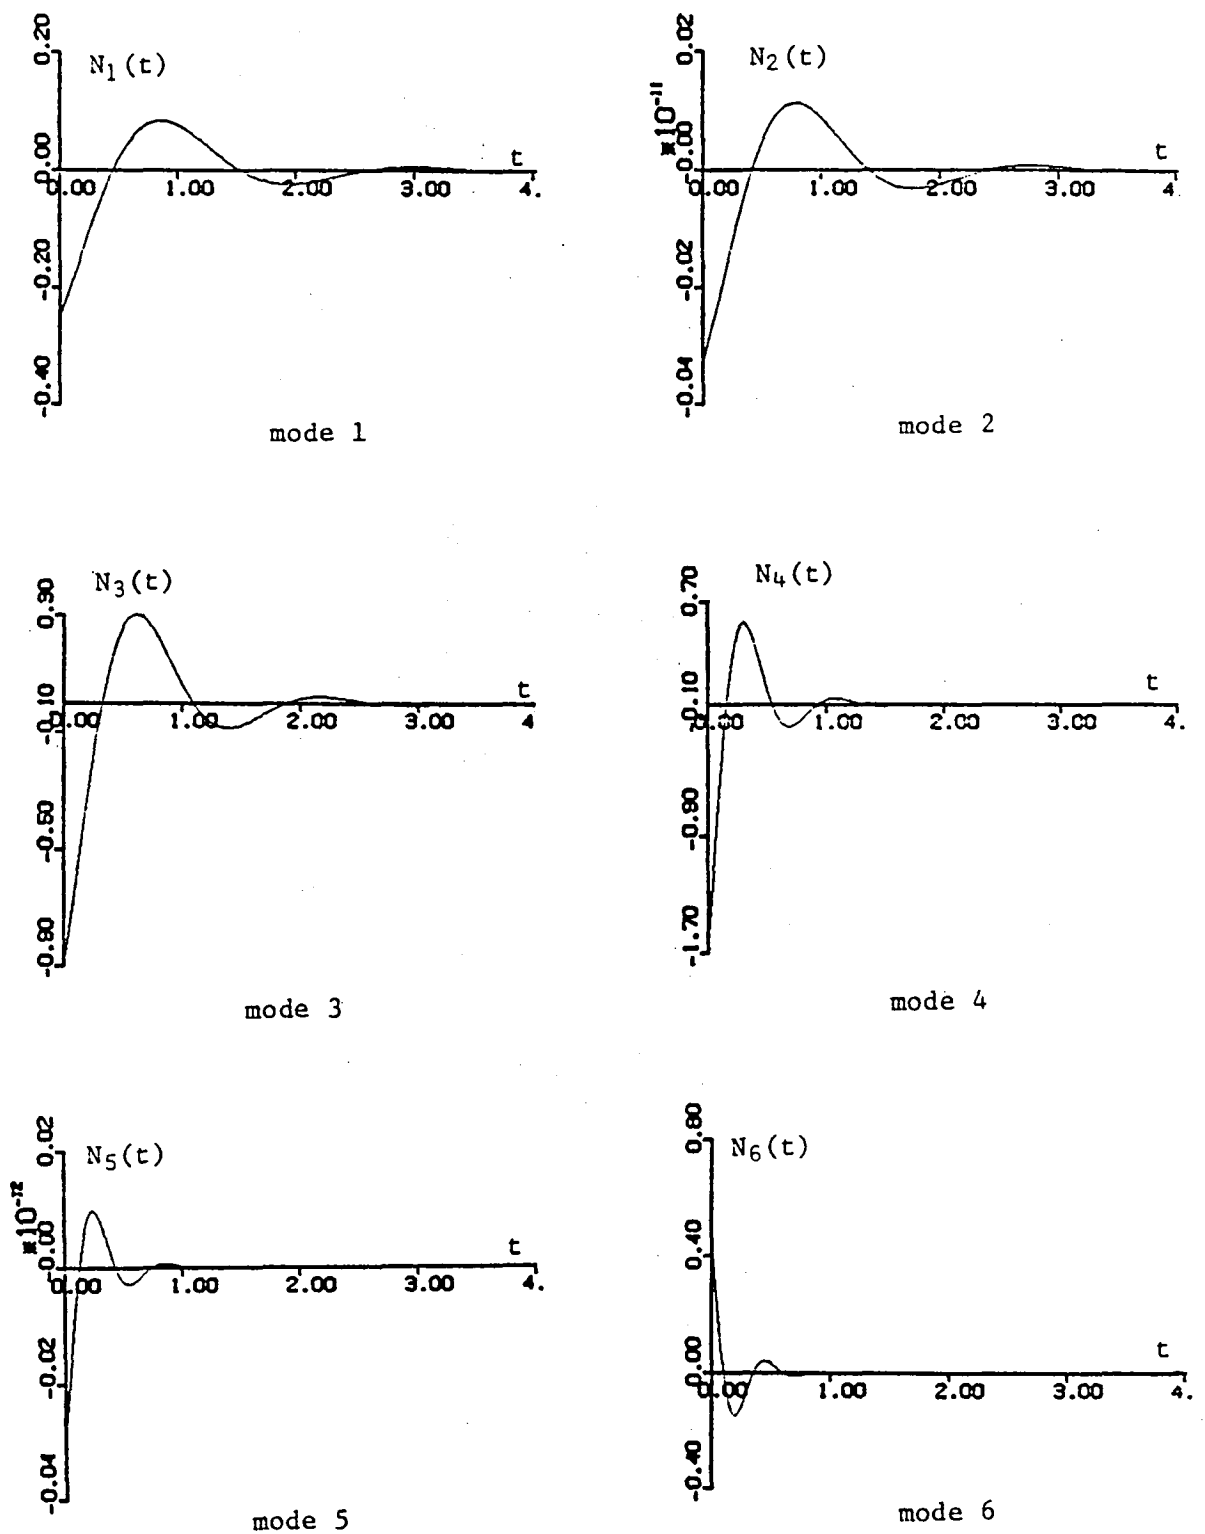 N1(t)
0.20
0.00
-0.20
-0.40
0.00 1.00 2.00 3.00 4.
t
mode 1
N2(t)
*10^-11
0.02
0.00
-0.02
-0.04
0.00 1.00 2.00 3.00 4.
t
mode 2
N3(t)
0.30
-0.10
-0.50
-0.90
0.00 1.00 2.00 3.00 4
t
mode 3
N4(t)
0.70
-0.10
-0.90
-1.70
0.00 1.00 2.00 3.00 4.
t
mode 4
N5(t)
*10^-12
0.02
-0.00
-0.02
-0.04
0.00 1.00 2.00 3.00 4.
t
mode 5
N6(t)
0.80
0.40
0.00
-0.40
0.00 1.00 2.00 3.00 4.
t
mode 6